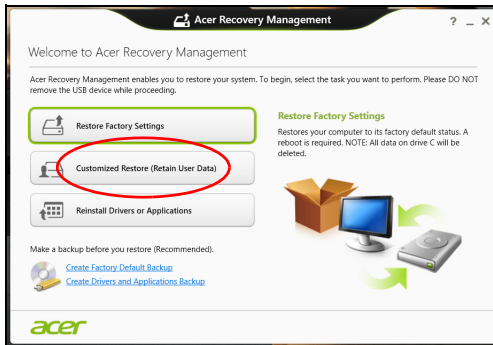 Acer Recovery Management
Welcome to Acer Recovery Management
Acer Recovery Management enables you to restore your system. To begin, select the task you want to perform. Please DO NOT
remove the USB device while proceeding.
Restore Factory Settings
Customized Restore (Retain User Data)
Reinstall Drivers or Applications
Restore Factory Settings
Restores your computer to its factory default status. A
reboot is required. NOTE: All data on drive C will be
deleted.
Make a backup before you restore (Recommended).
Create Factory Default Backup
Create Drivers and Applications Backup
acer